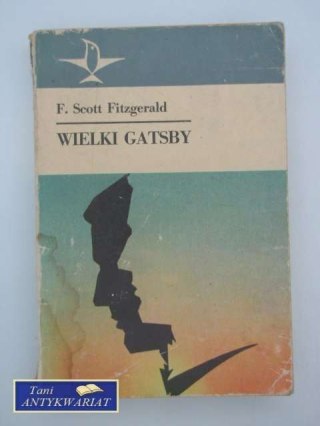 F. Scott Fitzgerald
WIELKI GATSBY
Tani
ANTYKWARIAT